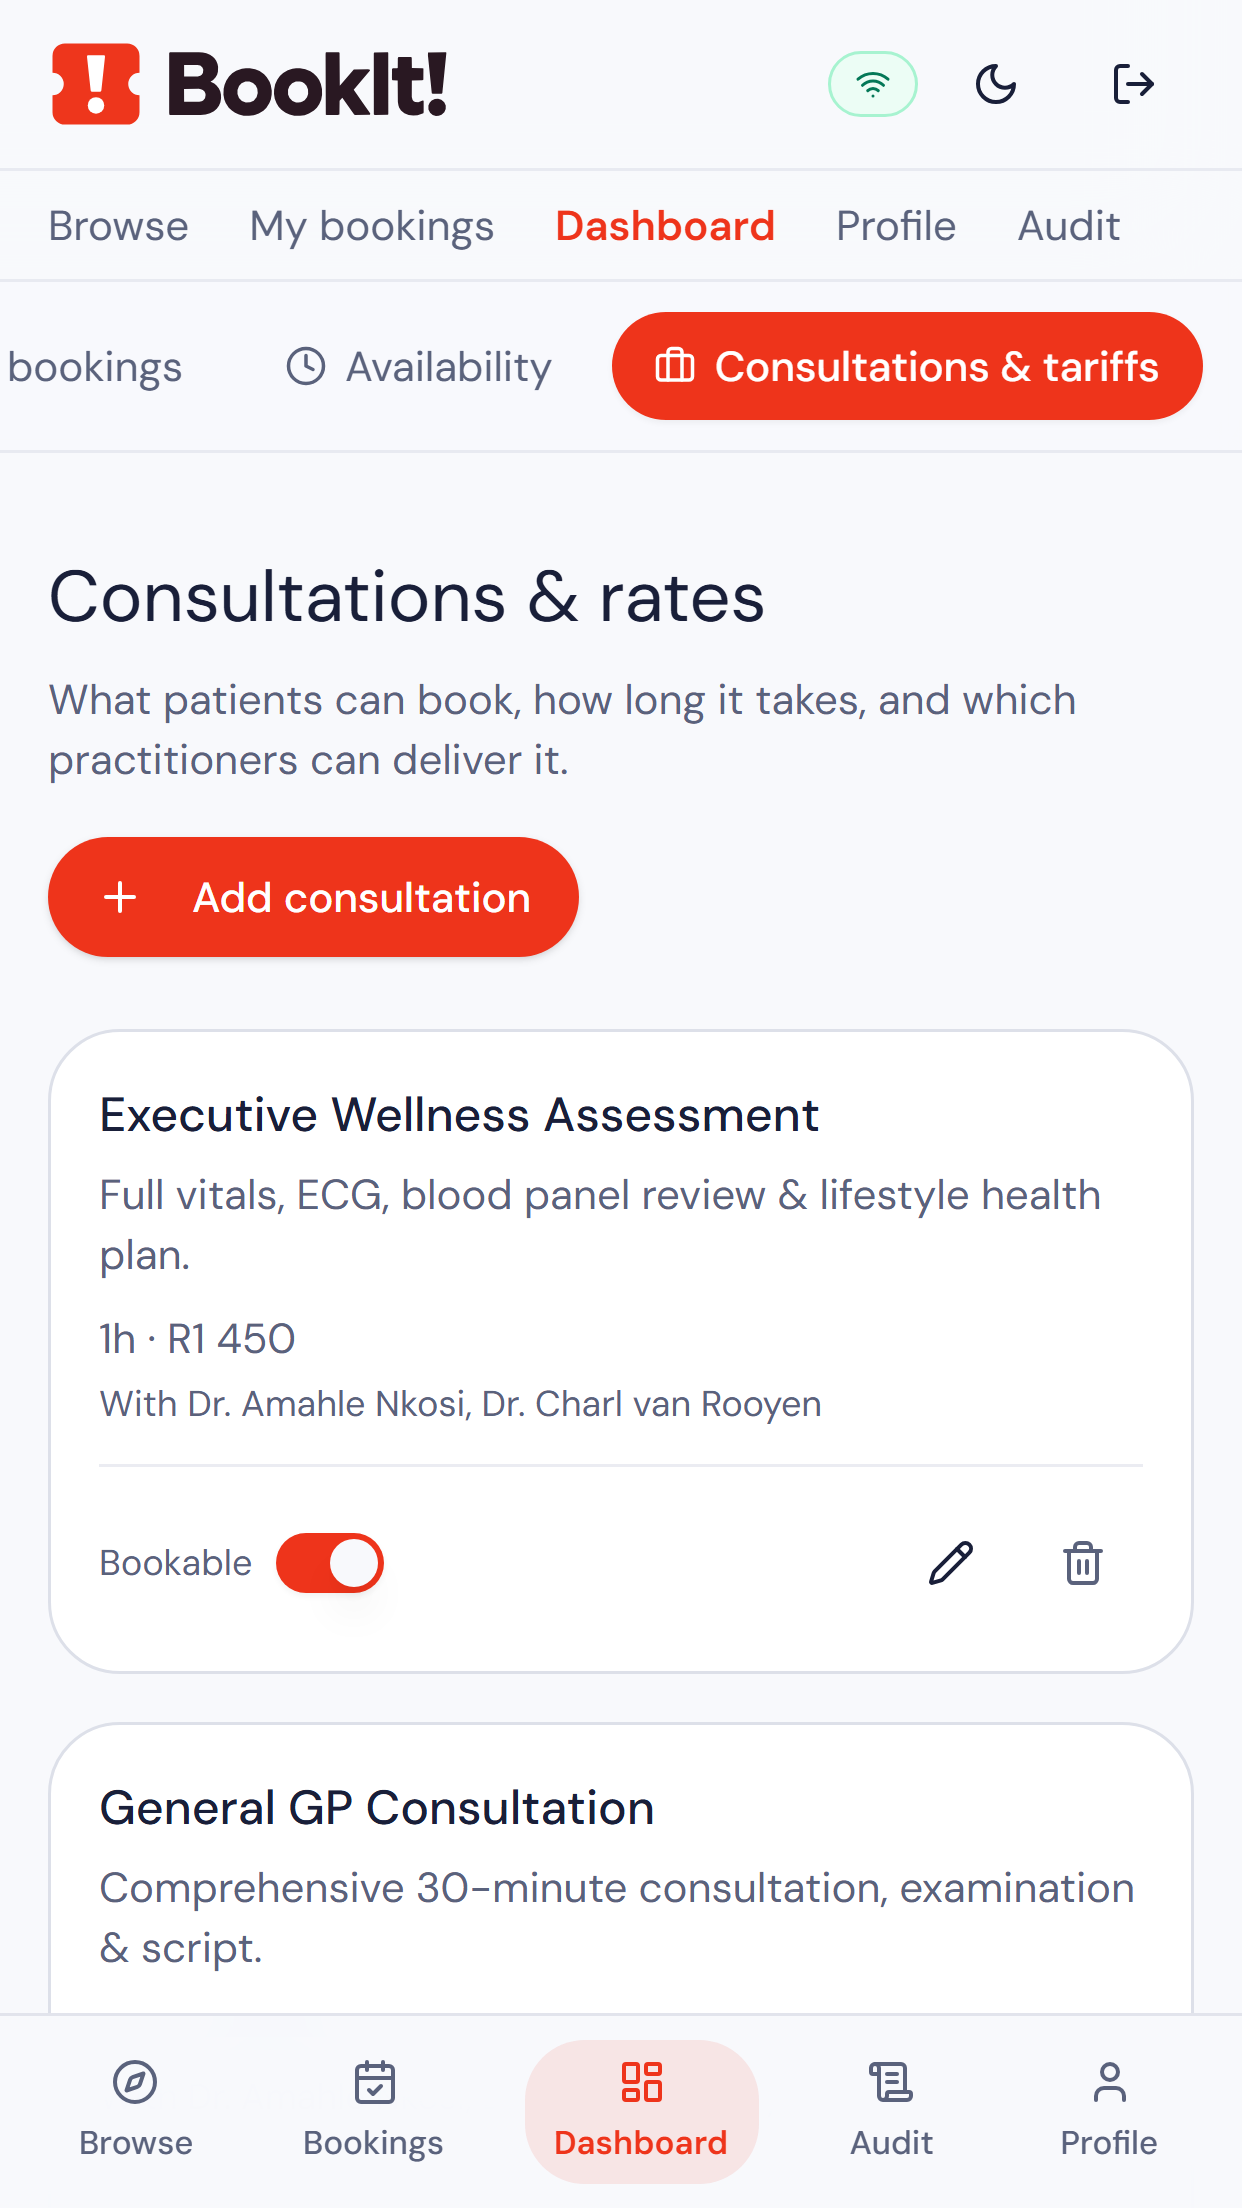 BookIt!
Browse My bookings Dashboard Profile Audit
bookings Availability Consultations & tariffs
Consultations & rates
What patients can book, how long it takes, and which
practitioners can deliver it.
Add consultation
Executive Wellness Assessment
Full vitals, ECG, blood panel review & lifestyle health
plan.
1h · R1 450
With Dr. Amahle Nkosi, Dr. Charl van Rooyen
Bookable
General GP Consultation
Comprehensive 30-minute consultation, examination
& script.
Browse Bookings Dashboard Audit Profile